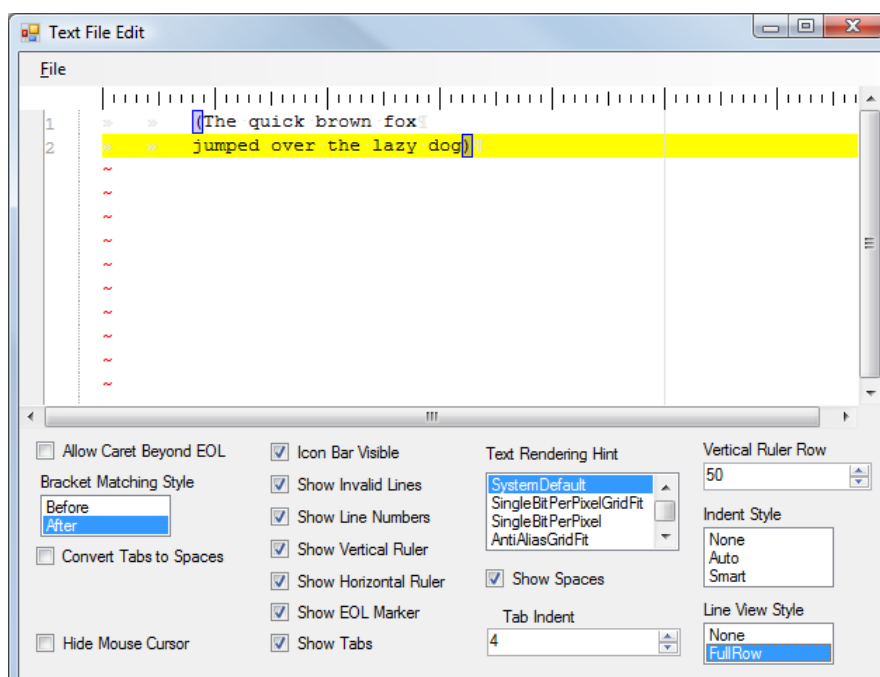 Text File Edit
File
1 » » (The quick brown fox¶
2 » » jumped over the lazy dog)¶
~
~
~
~
~
~
~
~
~
~
Allow Caret Beyond EOL
Bracket Matching Style
Before
After
Convert Tabs to Spaces
Hide Mouse Cursor
Icon Bar Visible
Show Invalid Lines
Show Line Numbers
Show Vertical Ruler
Show Horizontal Ruler
Show EOL Marker
Show Tabs
Text Rendering Hint
SystemDefault
SingleBitPerPixelGridFit
SingleBitPerPixel
AntiAliasGridFit
Show Spaces
Tab Indent
4
Vertical Ruler Row
50
Indent Style
None
Auto
Smart
Line View Style
None
FullRow